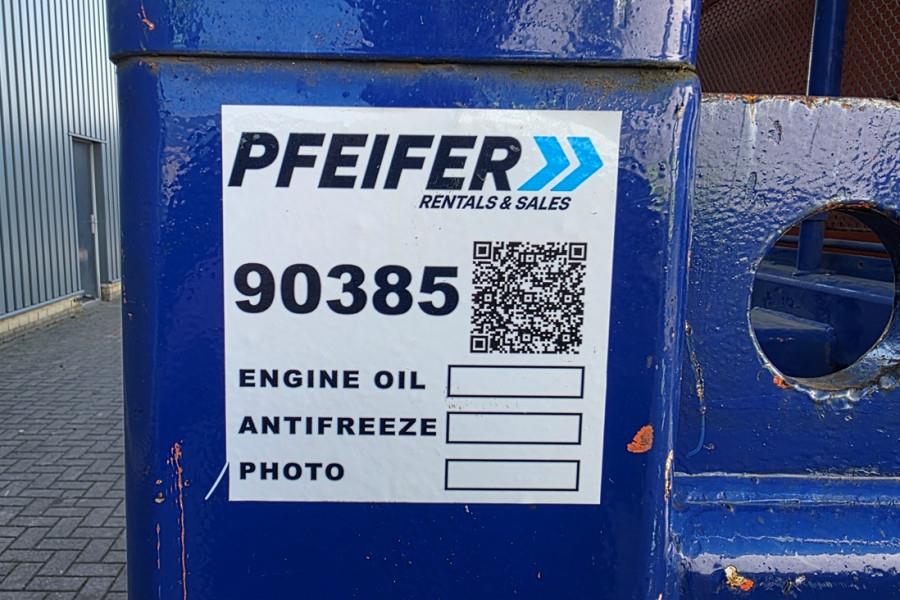 PFEIFER
RENTALS & SALES
90385
ENGINE OIL
ANTIFREEZE
PHOTO